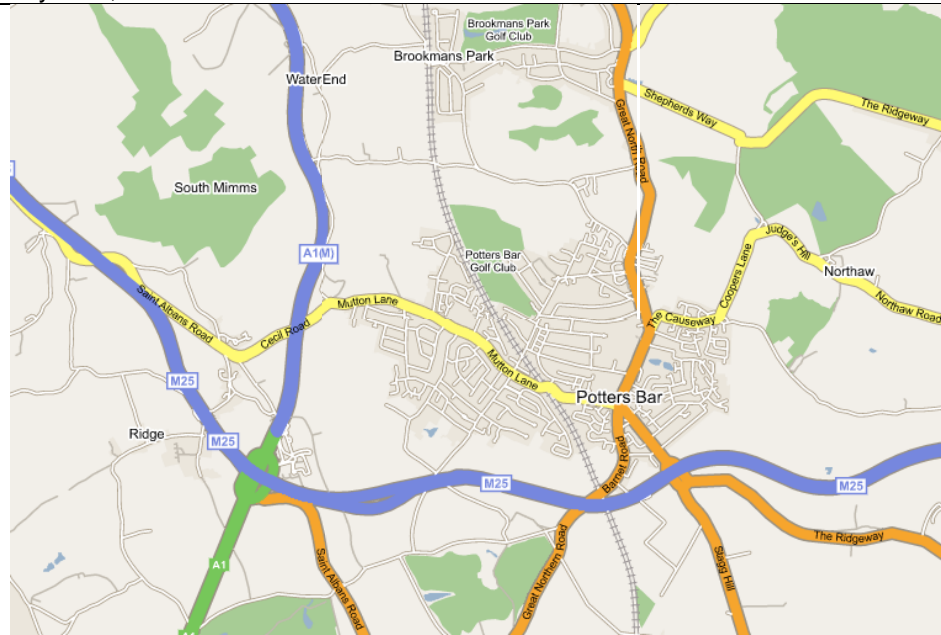 Brookmans Park
Golf Club
Brookmans Park
WaterEnd
Shepherds Way
The Ridgeway
Great North Road
South Mimms
Judge's Hill
Potters Bar
Golf Club
A1(M)
Coopers Lane
Northaw
Northaw Road
Saint Albans Road
Cecil Road
Mutton Lane
The Causeway
Mutton Lane
M25
Potters Bar
Ridge
M25
Barnet Road
M25
M25
The Ridgeway
A1
Saint Albans Road
Great Northern Road
Stagg Hill